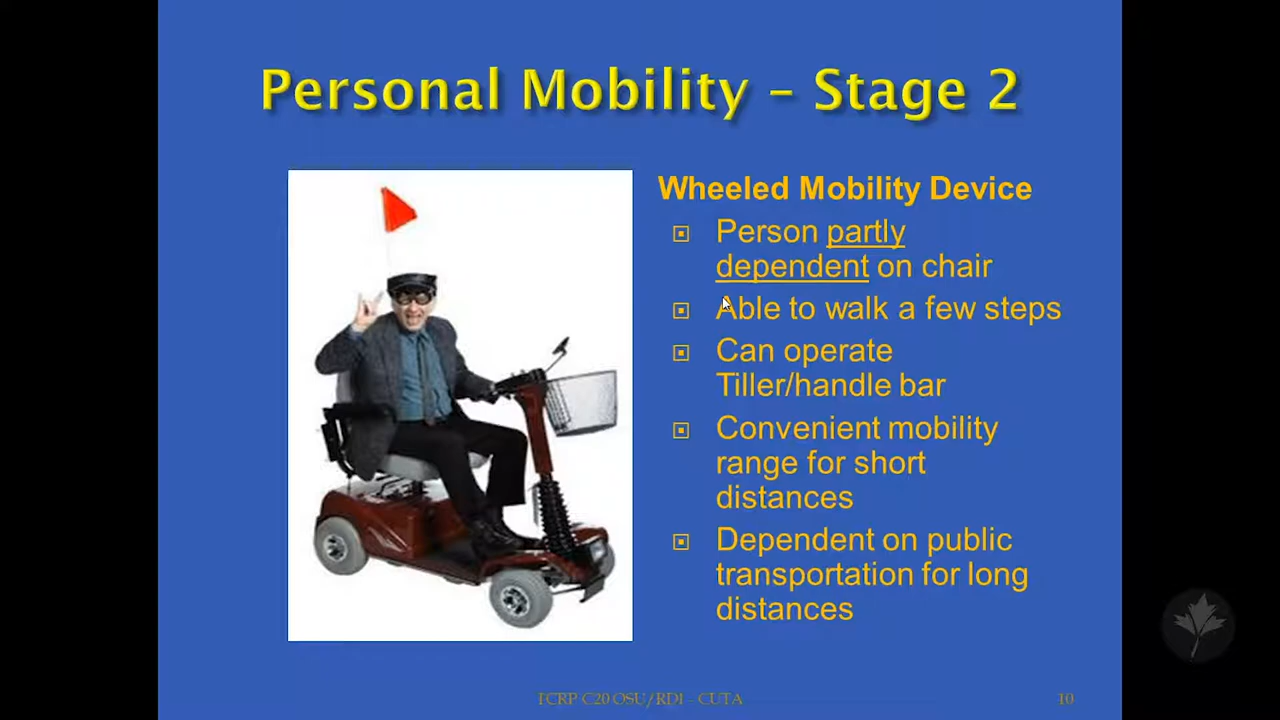 Personal Mobility – Stage 2
Wheeled Mobility Device
Person partly
dependent on chair
Able to walk a few steps
Can operate
Tiller/handle bar
Convenient mobility
range for short
distances
Dependent on public
transportation for long
distances
TCRP C20 OSU/RDI - CUTA
10